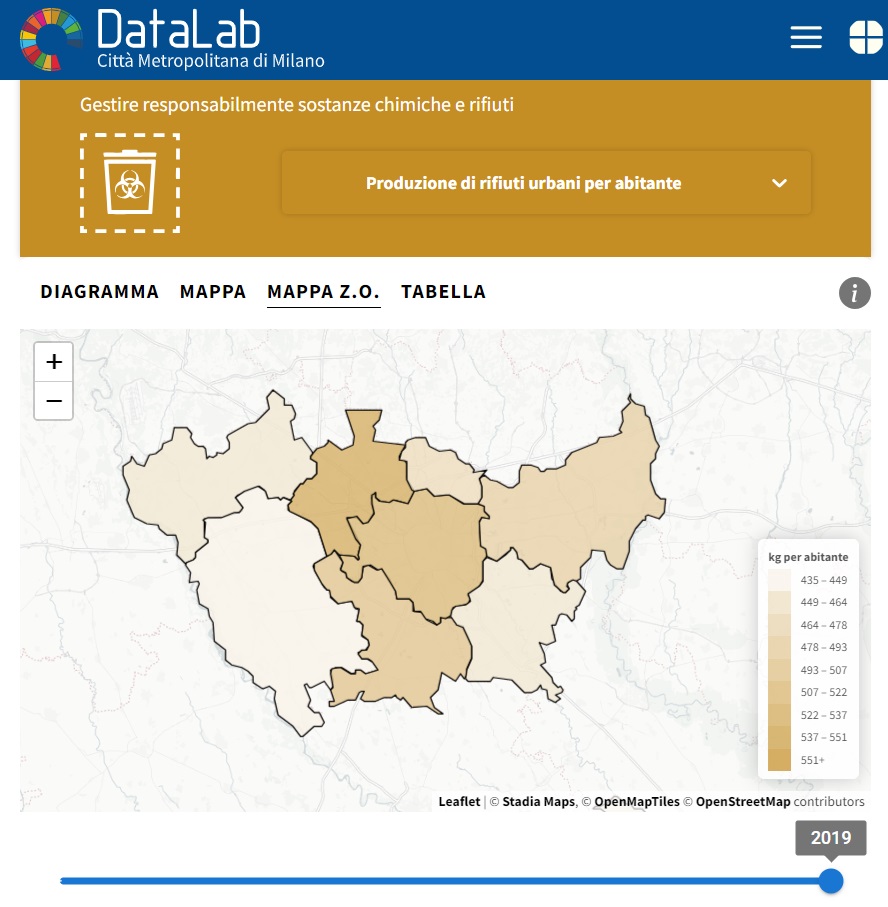 DataLab
Città Metropolitana di Milano
Gestire responsabilmente sostanze chimiche e rifiuti
Produzione di rifiuti urbani per abitante
DIAGRAMMA MAPPA MAPPA Z.O. TABELLA
i
+
−
kg per abitante
435 – 449
449 – 464
464 – 478
478 – 493
493 – 507
507 – 522
522 – 537
537 – 551
551+
Leaflet | © Stadia Maps, © OpenMapTiles © OpenStreetMap contributors
2019